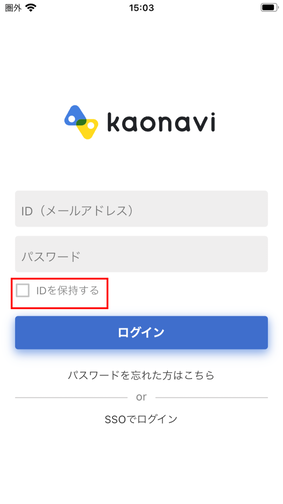 圏外 15:03
kaonavi
ID（メールアドレス）
パスワード
IDを保持する
ログイン
パスワードを忘れた方はこちら
or
SSOでログイン